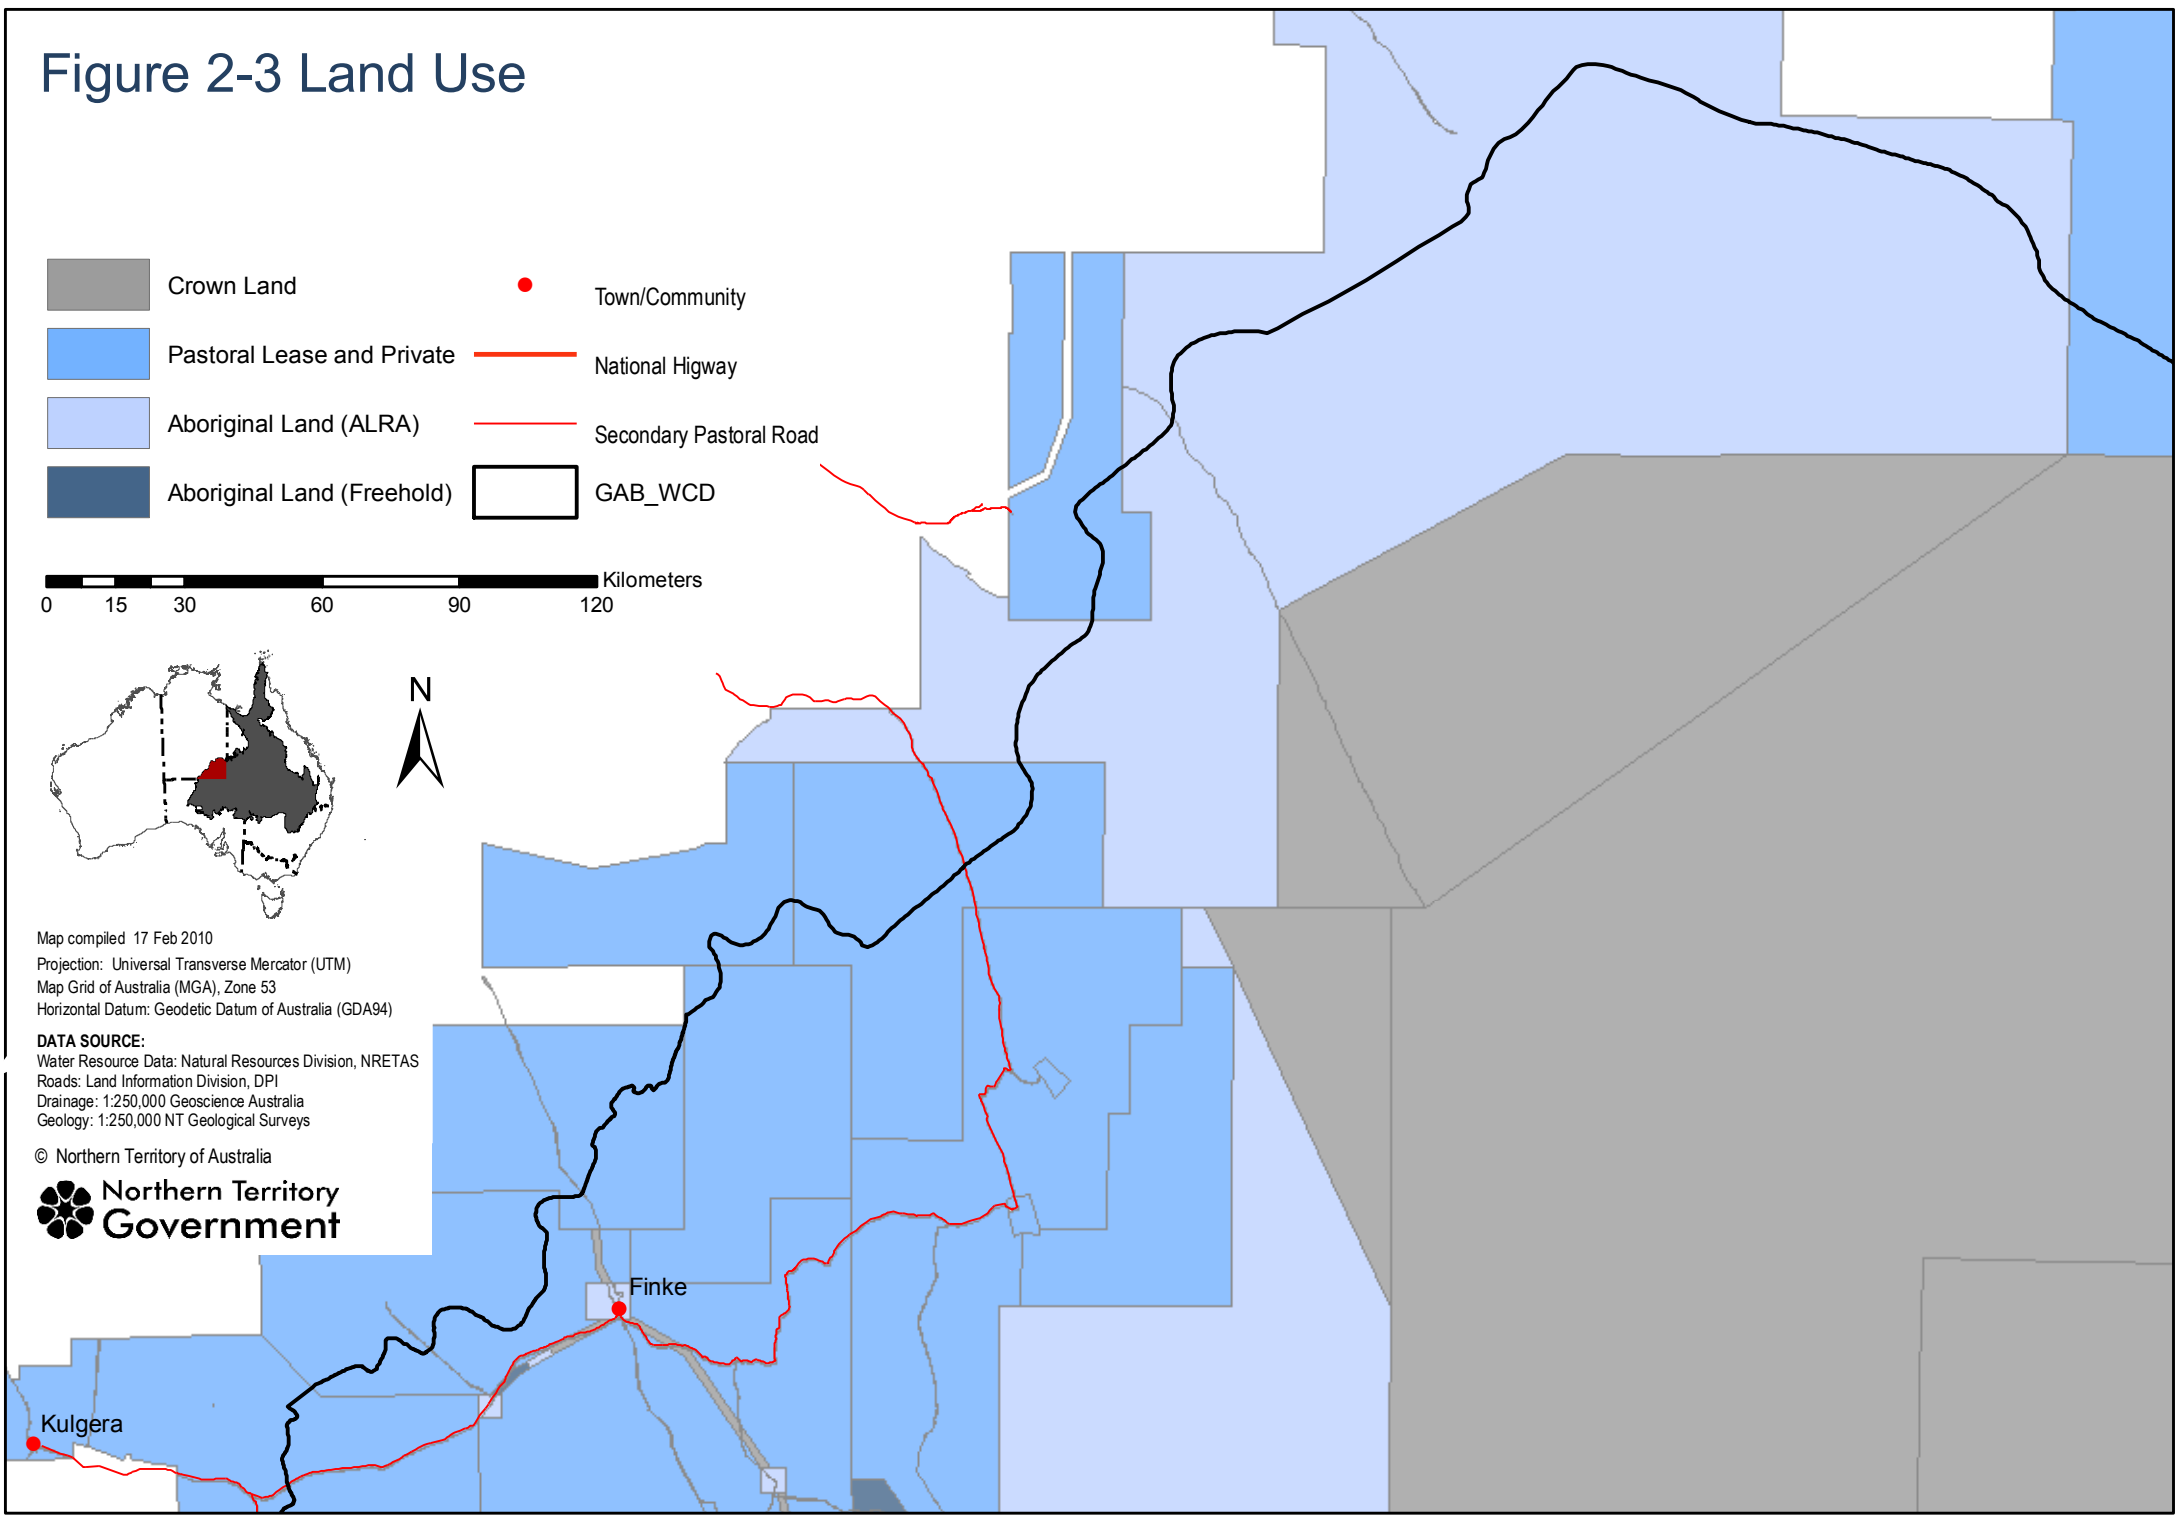 Figure 2-3 Land Use
Crown Land
Pastoral Lease and Private
Aboriginal Land (ALRA)
Aboriginal Land (Freehold)
Town/Community
National Higway
Secondary Pastoral Road
GAB_WCD
Kilometers
0 15 30 60 90 120
N
Map compiled 17 Feb 2010
Projection: Universal Transverse Mercator (UTM)
Map Grid of Australia (MGA), Zone 53
Horizontal Datum: Geodetic Datum of Australia (GDA94)
DATA SOURCE:
Water Resource Data: Natural Resources Division, NRETAS
Roads: Land Information Division, DPI
Drainage: 1:250,000 Geoscience Australia
Geology: 1:250,000 NT Geological Surveys
© Northern Territory of Australia
Northern Territory
Government
Finke
Kulgera